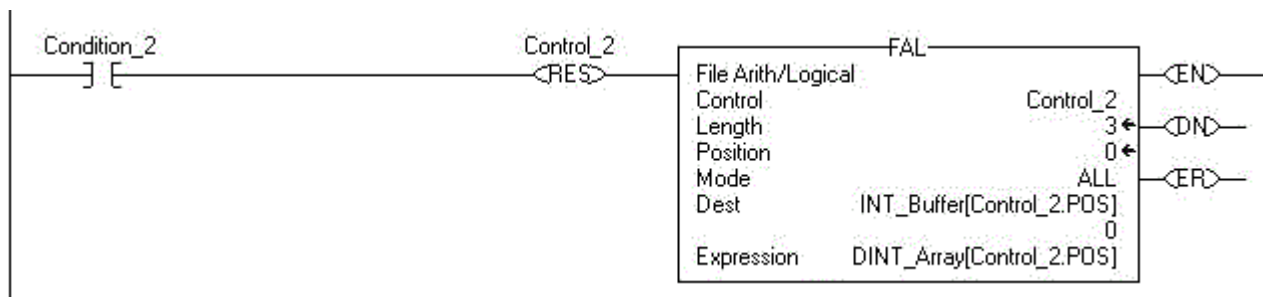 Condition_2
Control_2
RES
FAL
File Arith/Logical
Control Control_2
Length 3
Position 0
Mode ALL
Dest INT_Buffer[Control_2.POS]
0
Expression DINT_Array[Control_2.POS]
EN
DN
ER